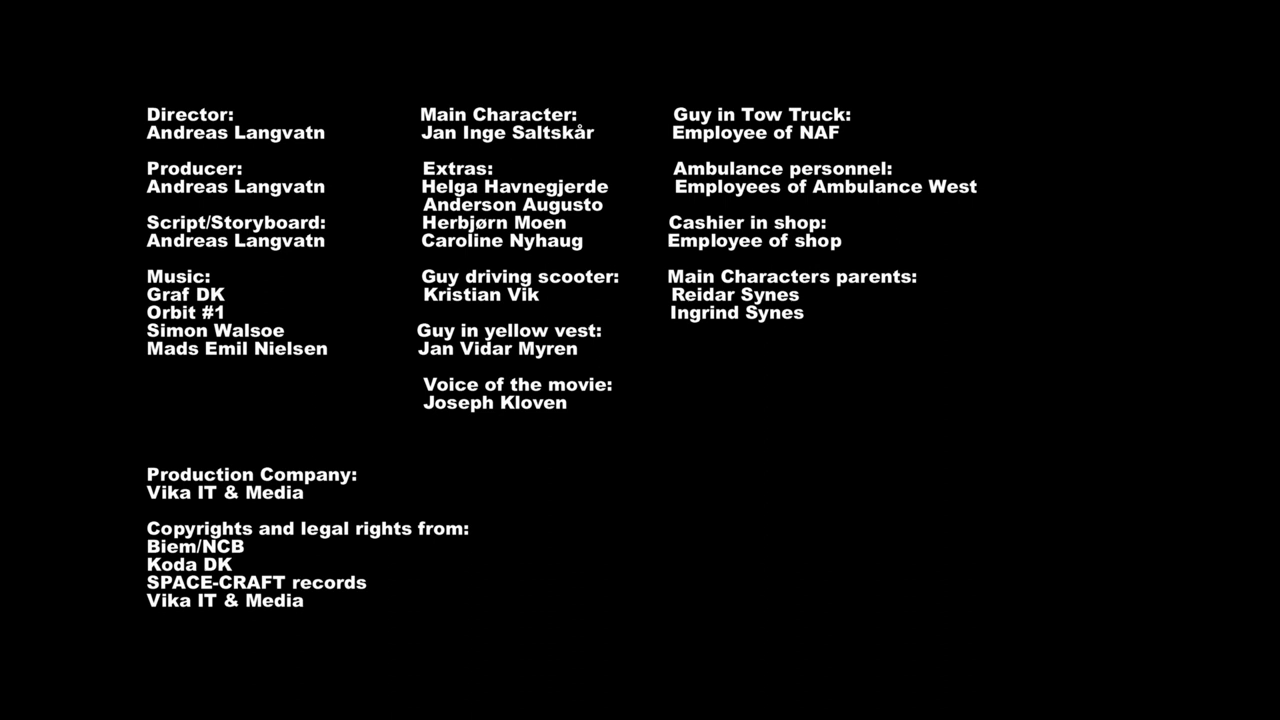 Director:
Andreas Langvatn
Producer:
Andreas Langvatn
Script/Storyboard:
Andreas Langvatn
Music:
Graf DK
Orbit #1
Simon Walsoe
Mads Emil Nielsen
Main Character:
Jan Inge Saltskår
Extras:
Helga Havnegjerde
Anderson Augusto
Herbjørn Moen
Caroline Nyhaug
Guy driving scooter:
Kristian Vik
Guy in yellow vest:
Jan Vidar Myren
Voice of the movie:
Joseph Kloven
Guy in Tow Truck:
Employee of NAF
Ambulance personnel:
Employees of Ambulance West
Cashier in shop:
Employee of shop
Main Characters parents:
Reidar Synes
Ingrind Synes
Production Company:
Vika IT & Media
Copyrights and legal rights from:
Biem/NCB
Koda DK
SPACE-CRAFT records
Vika IT & Media